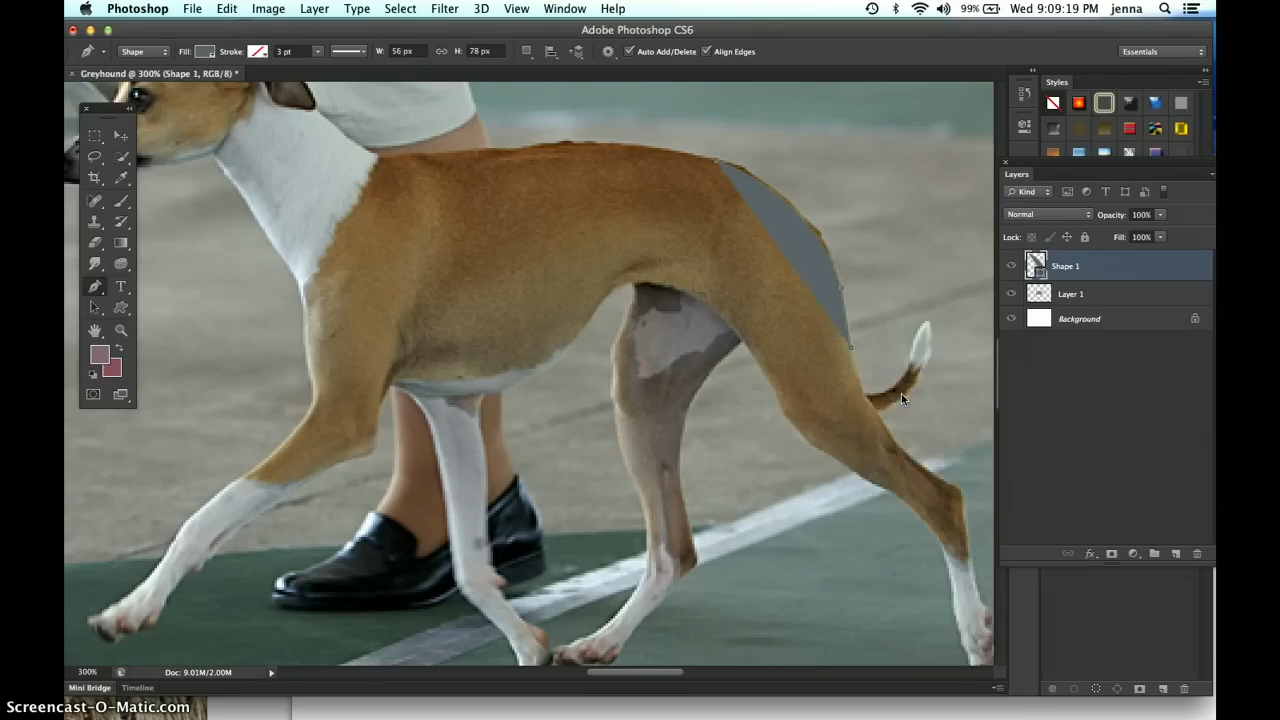 Photoshop File Edit Image Layer Type Select Filter 3D View Window Help 99% Wed 9:09:19 PM jenna
Adobe Photoshop CS6
Shape Fill: Stroke: 3 pt W: 56 px H: 78 px Auto Add/Delete Align Edges Essentials
Greyhound @ 300% (Shape 1, RGB/8) *
Styles
Layers
Kind
Normal Opacity: 100%
Lock: Fill: 100%
Shape 1
Layer 1
Background
fx
300% Doc: 9.01M/2.00M
Mini Bridge Timeline
Screencast-O-Matic.com